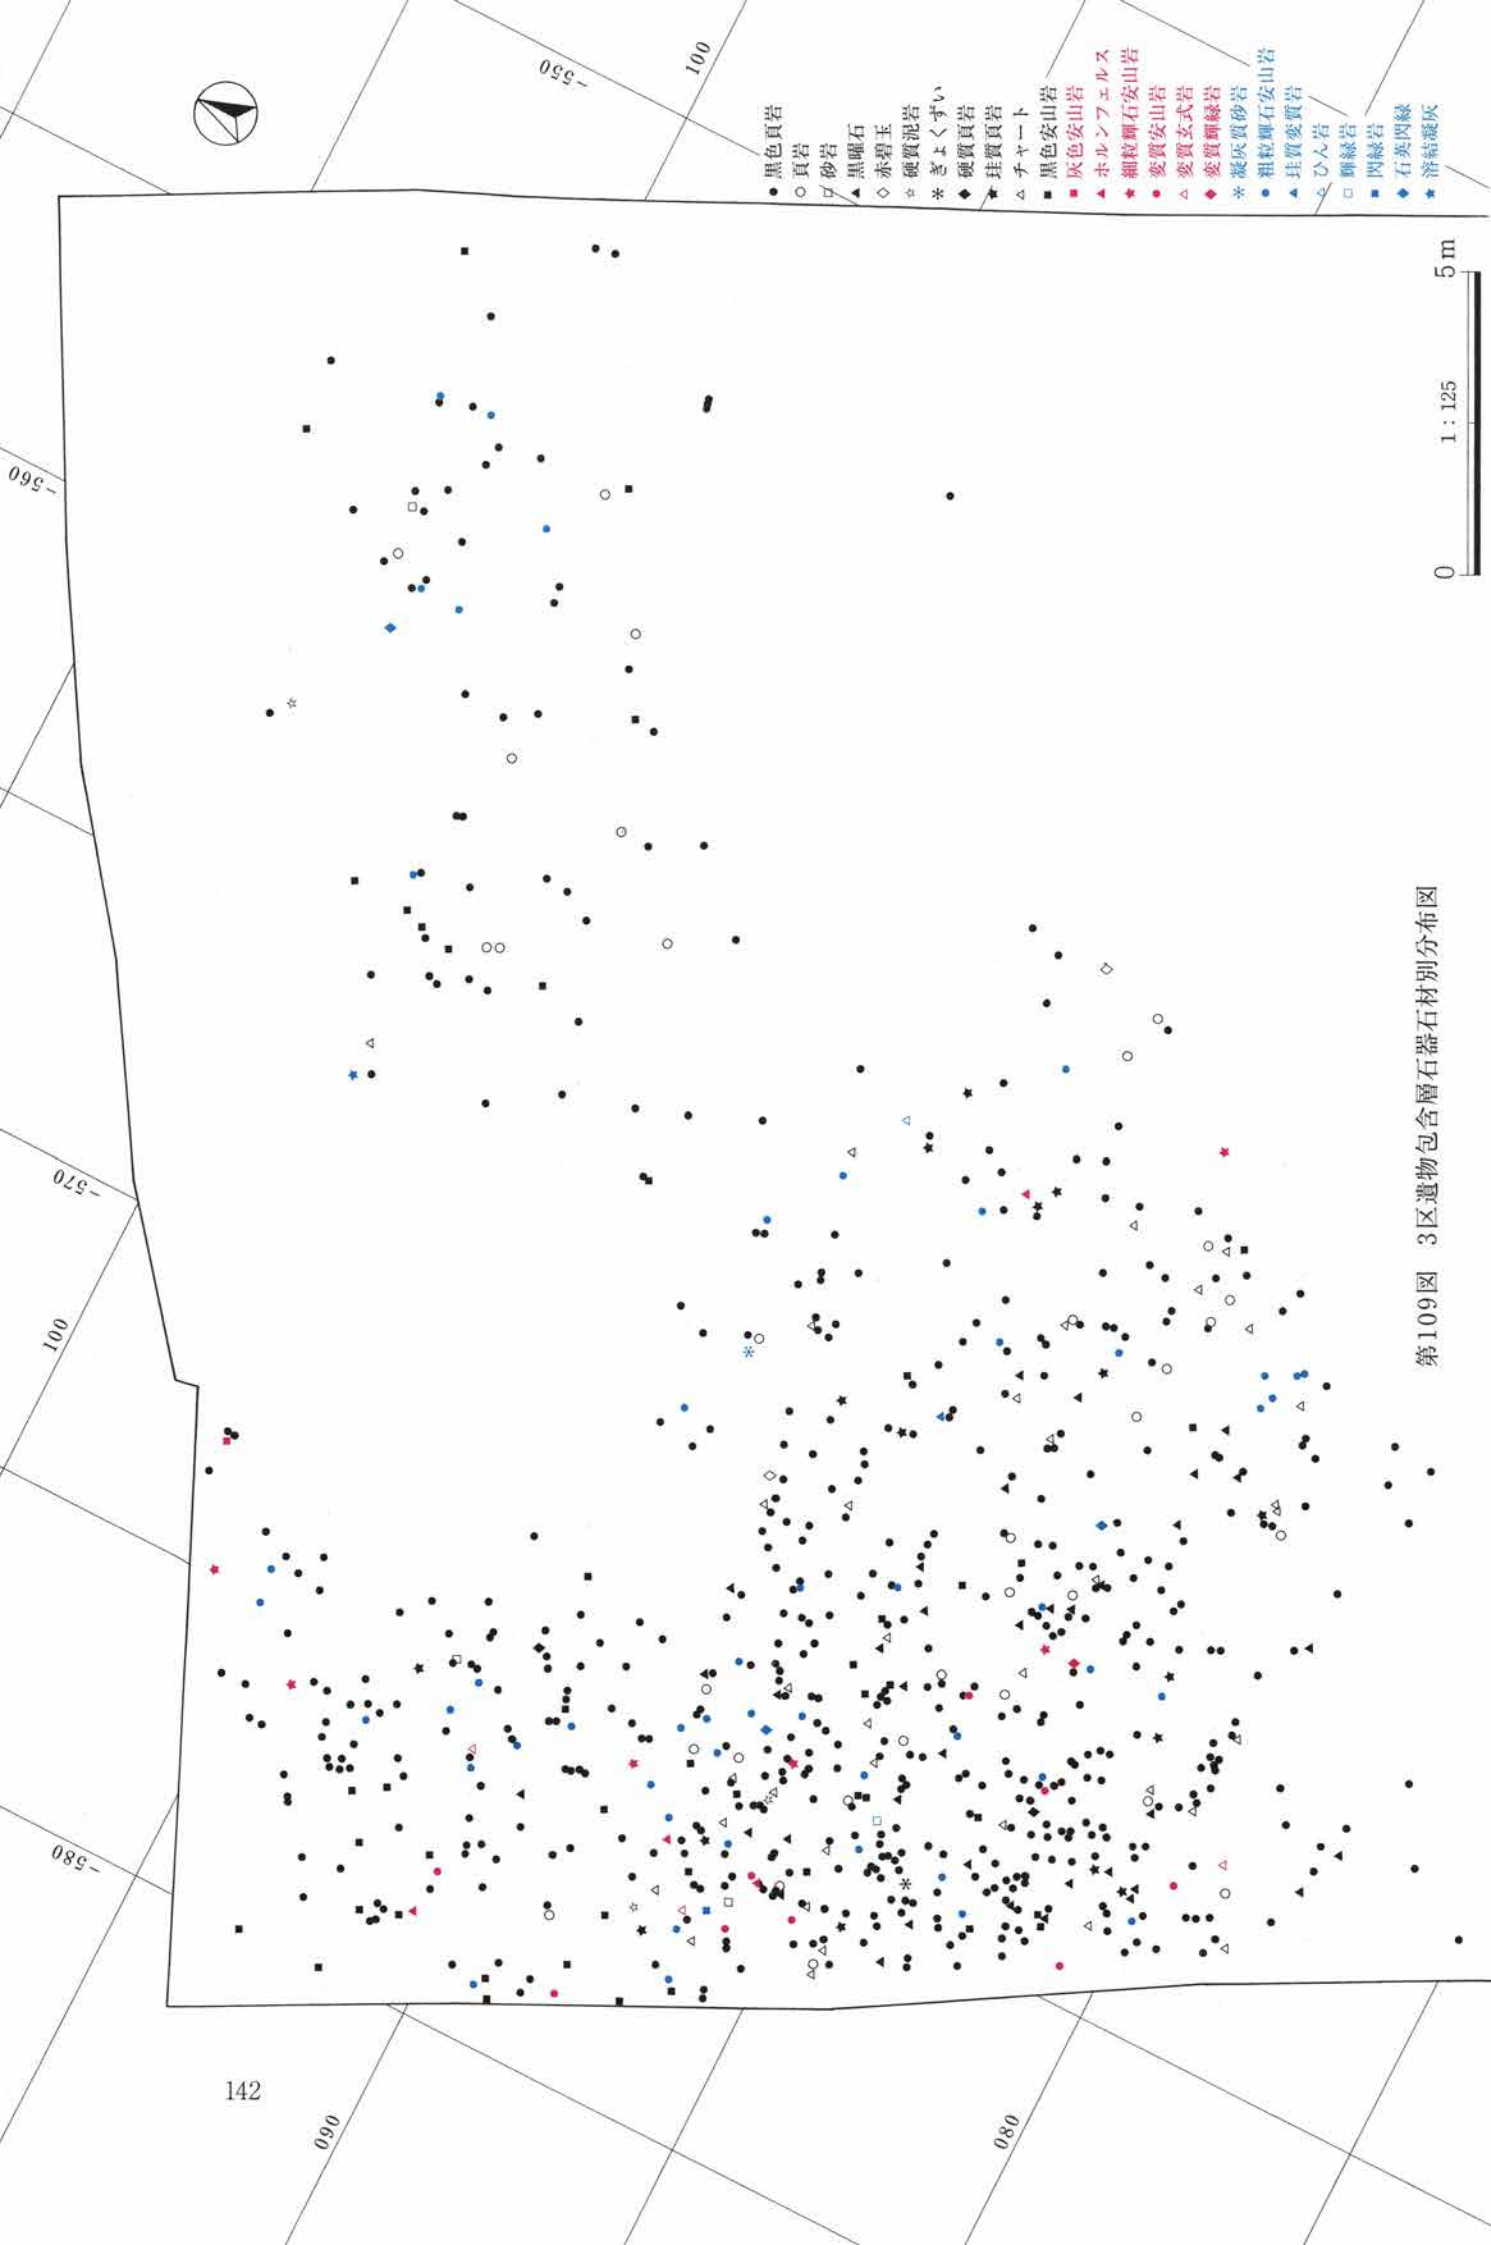 -550
100
-560
-570
100
-580
090
080
黒色頁岩
頁岩
砂岩
黒曜石
赤碧玉
硬質泥岩
ぎょくずい
硬質頁岩
珪質頁岩
チャート
黒色安山岩
灰色安山岩
ホルンフェルス
細粒輝石安山岩
変質安山岩
変質玄武岩
変質輝緑岩
凝灰質砂岩
粗粒輝石安山岩
珪質変質岩
ひん岩
輝緑岩
閃緑岩
石英閃緑
溶結凝灰
0 1:125 5m
第109図 3区遺物包含層石器石材別分布図
142